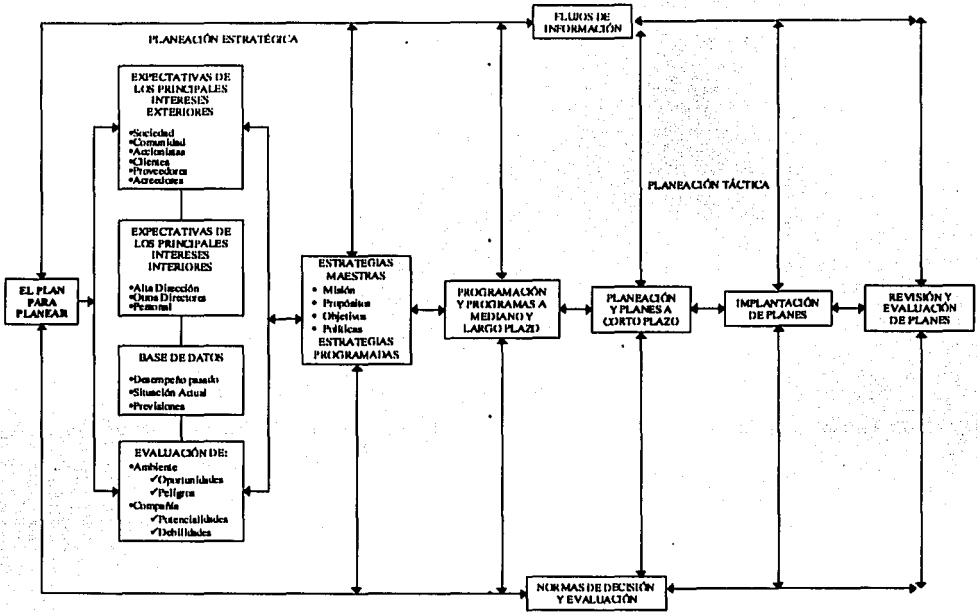 FLUJOS DE
INFORMACIÓN
PLANEACIÓN ESTRATÉGICA
EXPECTATIVAS DE
LOS PRINCIPALES
INTERESES
EXTERIORES
•Sociedad
•Comunidad
•Accionistas
•Clientes
•Proveedores
•Acreedores
PLANEACIÓN TÁCTICA
EXPECTATIVAS DE
LOS PRINCIPALES
INTERESES
INTERIORES
•Alta Dirección
•Otros Directores
•Personal
EL PLAN
PARA
PLANEAR
BASE DE DATOS
•Desempeño pasado
•Situación Actual
•Previsiones
EVALUACIÓN DE:
•Ambiente
✓Oportunidades
✓Peligros
•Compañía
✓Potencialidades
✓Debilidades
ESTRATEGIAS
MAESTRAS
• Misión
• Propósitos
• Objetivos
• Políticas
ESTRATEGIAS
PROGRAMADAS
PROGRAMACIÓN
Y PROGRAMAS A
MEDIANO Y
LARGO PLAZO
PLANEACIÓN
Y PLANES A
CORTO PLAZO
IMPLANTACIÓN
DE PLANES
REVISIÓN Y
EVALUACIÓN
DE PLANES
NORMAS DE DECISIÓN
Y EVALUACIÓN